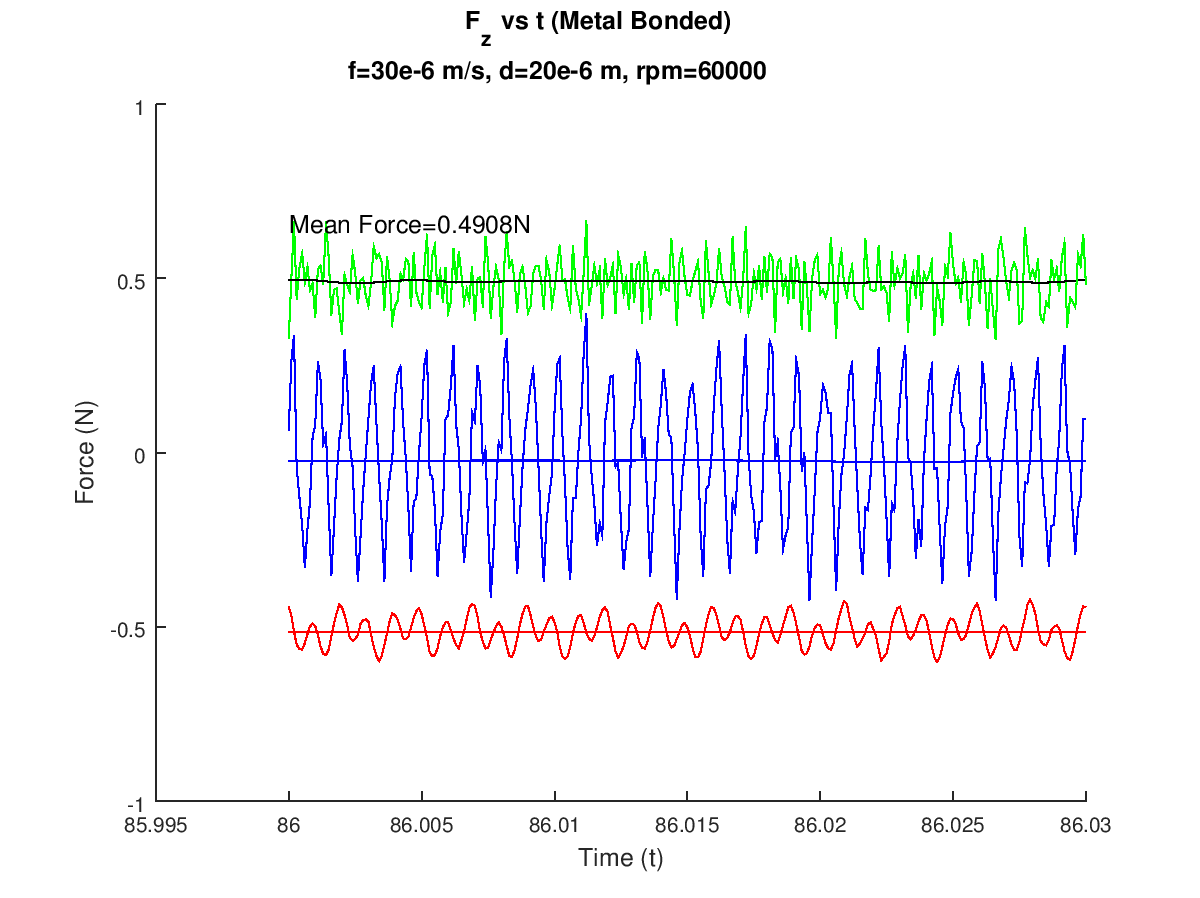 F_z vs t (Metal Bonded)
f=30e-6 m/s, d=20e-6 m, rpm=60000
1
Mean Force=0.4908N
0.5
0
-0.5
-1
Force (N)
85.995 86 86.005 86.01 86.015 86.02 86.025 86.03
Time (t)